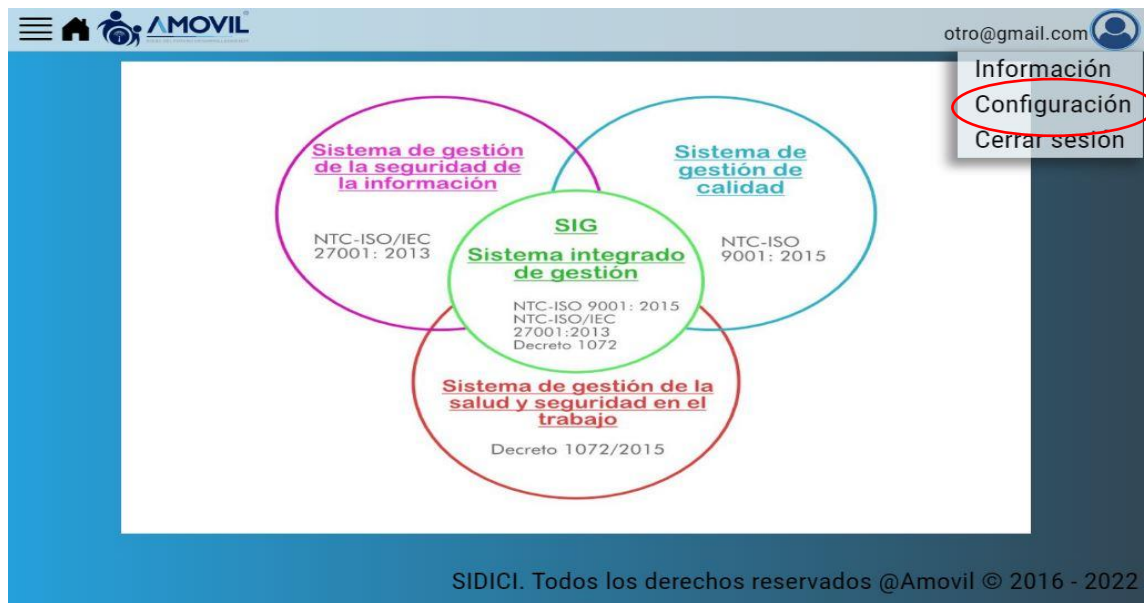 AMOVIL
otro@gmail.com
Información
Configuración
Cerrar sesión
Sistema de gestión
de la seguridad de
la información
NTC-ISO/IEC
27001: 2013
Sistema de
gestión de
calidad
NTC-ISO
9001: 2015
SIG
Sistema integrado
de gestión
NTC-ISO 9001: 2015
NTC-ISO/IEC
27001:2013
Decreto 1072
Sistema de gestión de la
salud y seguridad en el
trabajo
Decreto 1072/2015
SIDICI. Todos los derechos reservados @Amovil © 2016 - 2022